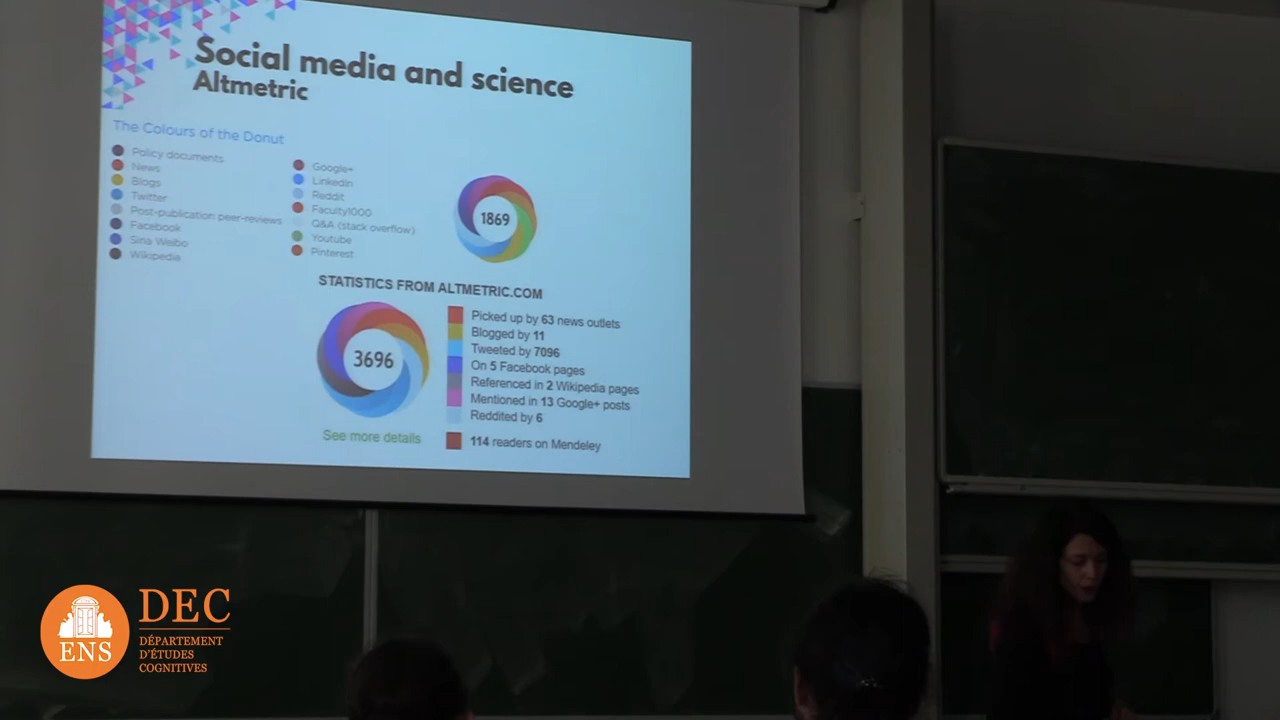 Social media and science
Altmetric
The Colours of the Donut
Policy documents
News
Blogs
Twitter
Post-publication peer-reviews
Facebook
Sina Weibo
Wikipedia
Google+
LinkedIn
Reddit
Faculty1000
Q&A (stack overflow)
Youtube
Pinterest
1869
STATISTICS FROM ALTMETRIC.COM
3696
See more details
Picked up by 63 news outlets
Blogged by 11
Tweeted by 7096
On 5 Facebook pages
Referenced in 2 Wikipedia pages
Mentioned in 13 Google+ posts
Reddited by 6
114 readers on Mendeley
ENS
DEC
DÉPARTEMENT
D'ÉTUDES
COGNITIVES